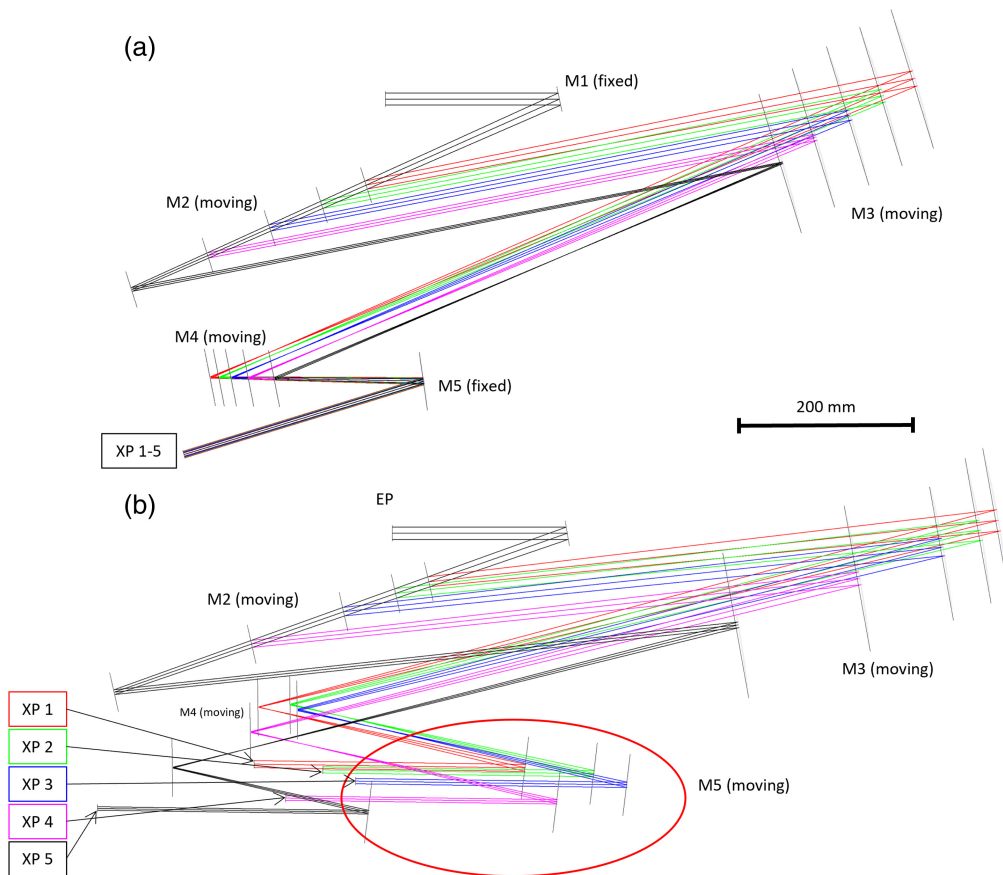 (a)
M1 (fixed)
M2 (moving)
M3 (moving)
M4 (moving)
M5 (fixed)
200 mm
XP 1-5
(b)
EP
M2 (moving)
M3 (moving)
M4 (moving)
XP 1
XP 2
XP 3
XP 4
XP 5
M5 (moving)